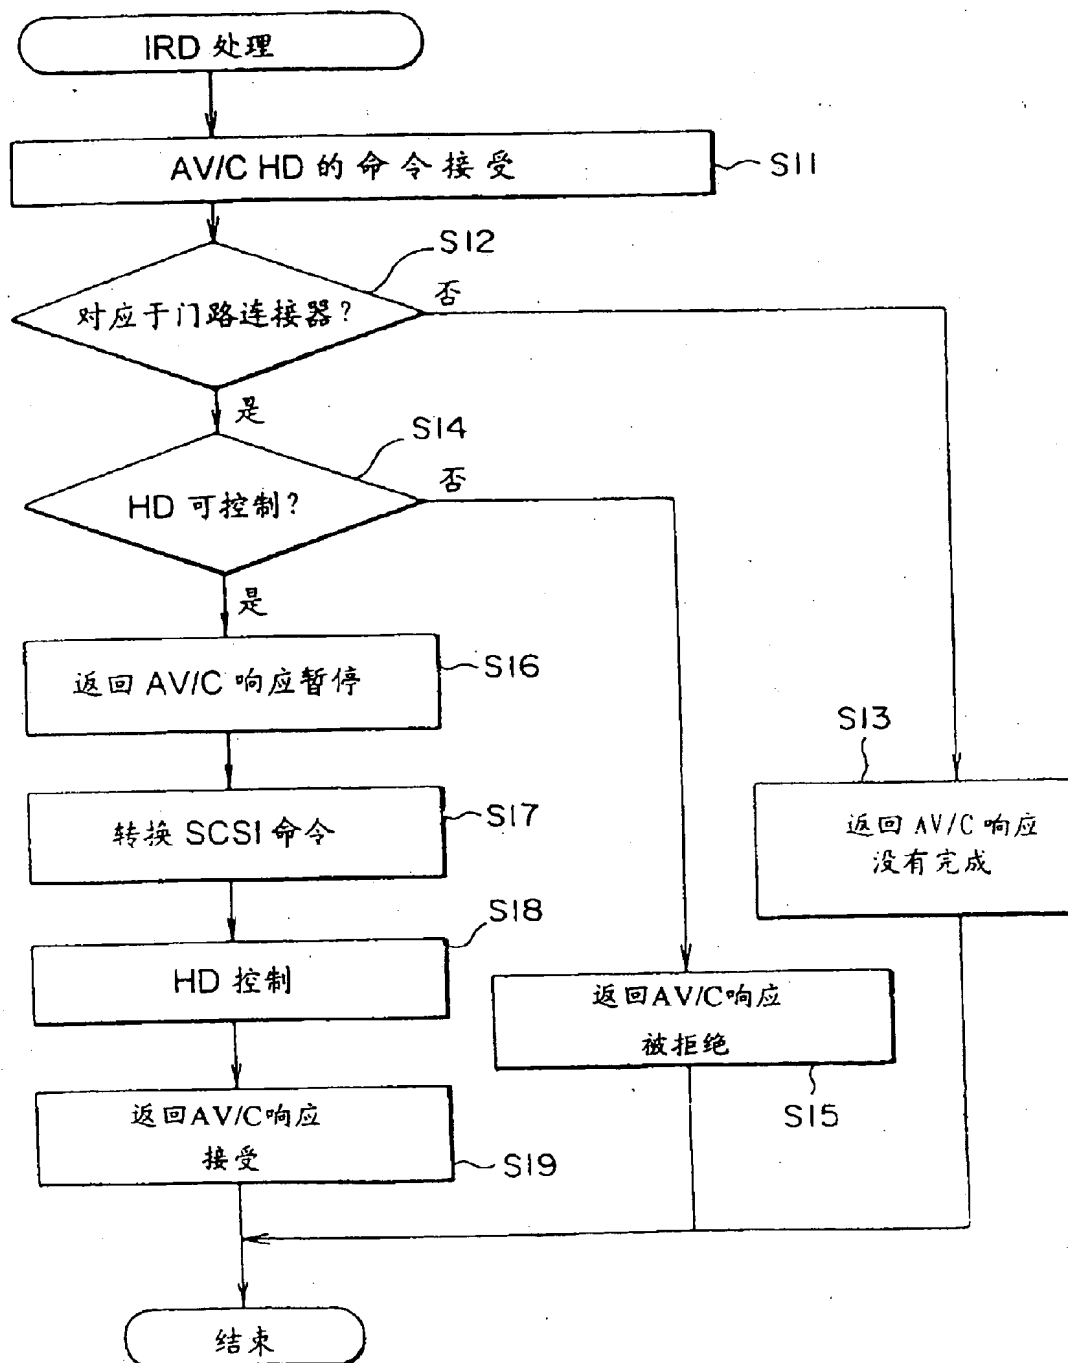 IRD 处理
AV/C HD 的命令接受
S11
S12
对应于门路连接器?
否
是
S14
HD 可控制?
否
是
返回 AV/C 响应暂停
S16
转换 SCSI 命令
S17
S18
HD 控制
返回AV/C响应
接受
S19
返回AV/C响应
被拒绝
S15
S13
返回 AV/C 响应
没有完成
结束